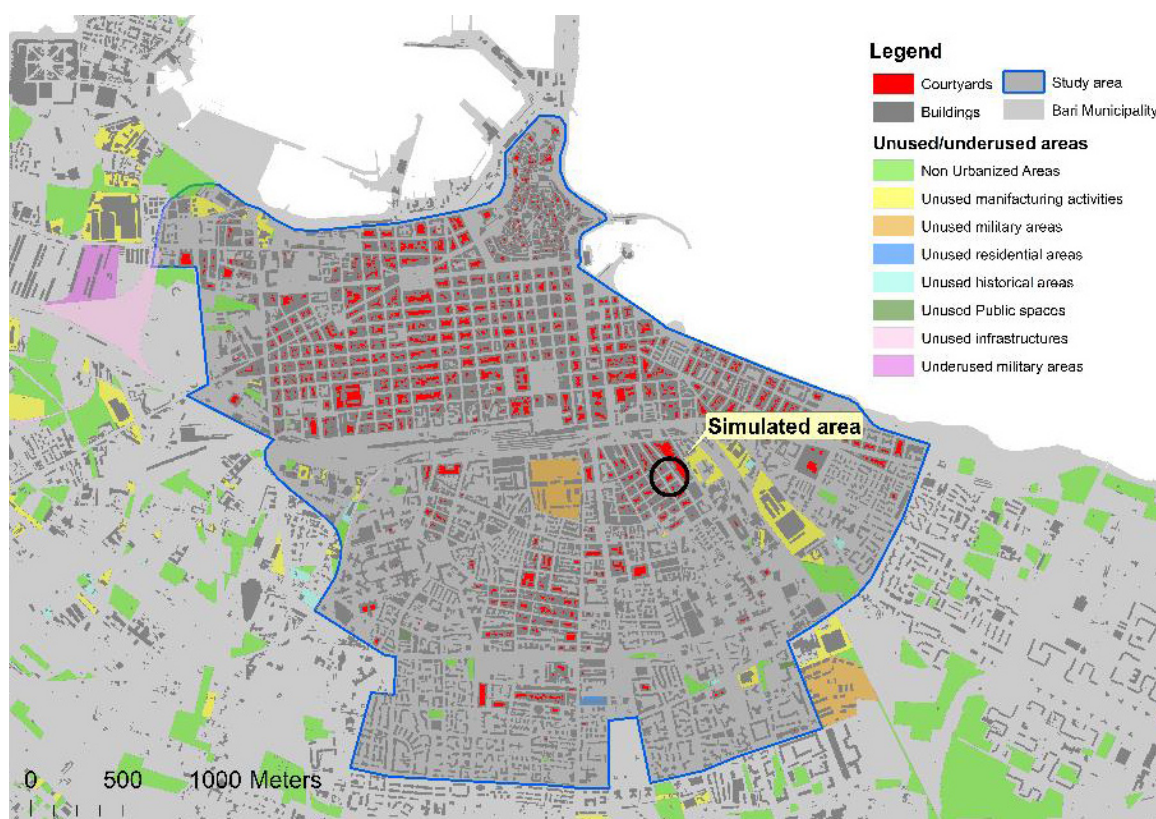 Legend
Courtyards
Study area
Buildings
Bari Municipality
Unused/underused areas
Non Urbanized Areas
Unused manifacturing activities
Unused military areas
Unused residential areas
Unused historical areas
Unused Public spaces
Unused infrastructures
Underused military areas
Simulated area
0 500 1000 Meters